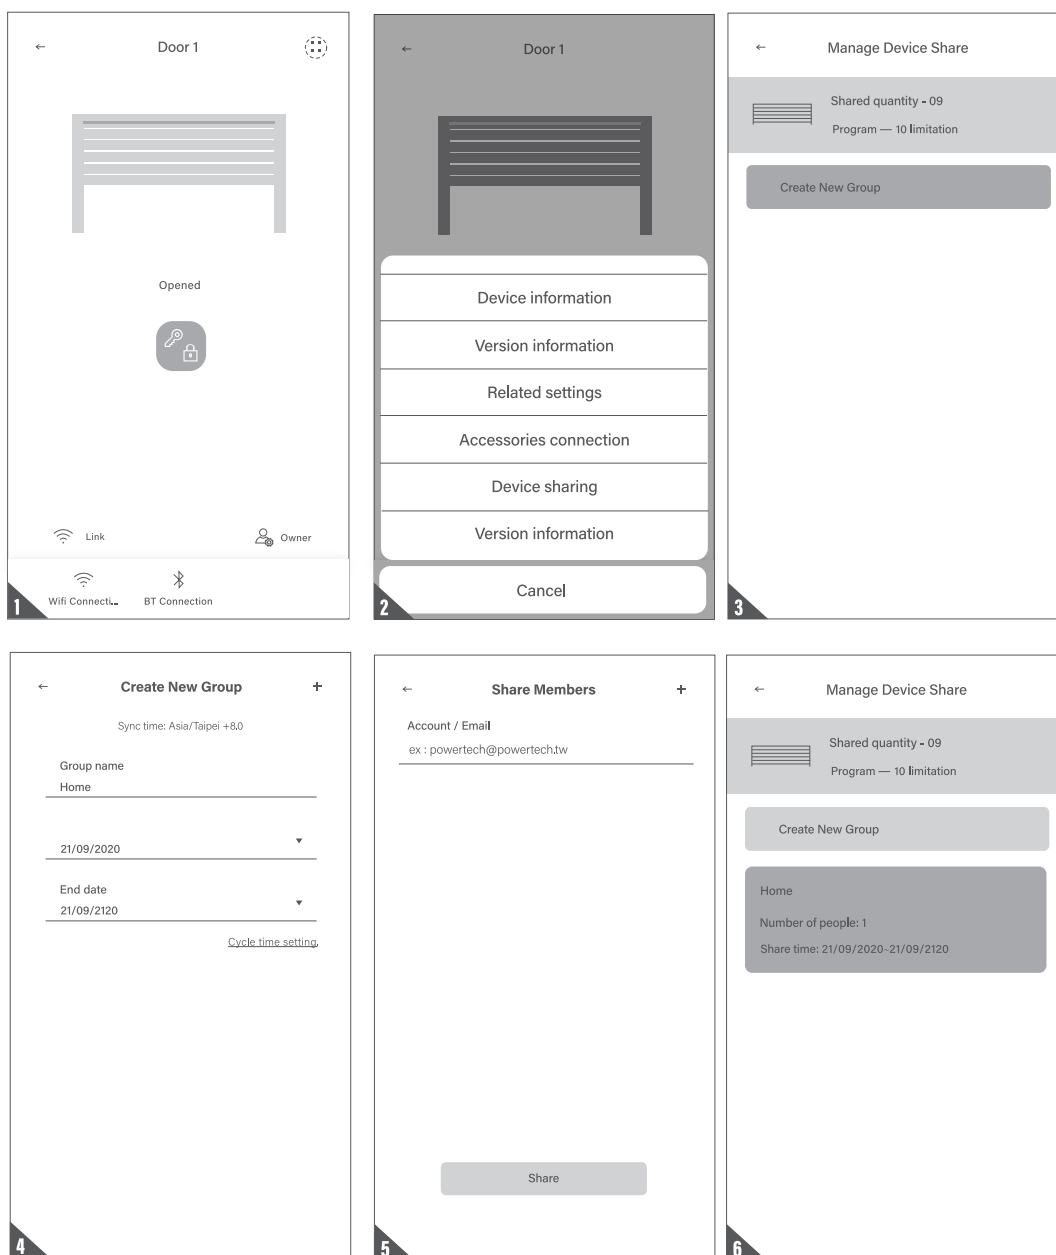 Door 1
Opened
Link
Owner
Wifi Connecti...
BT Connection
1
Door 1
Device information
Version information
Related settings
Accessories connection
Device sharing
Version information
Cancel
2
Manage Device Share
Shared quantity - 09
Program — 10 limitation
Create New Group
3
Create New Group
Sync time: Asia/Taipei +8.0
Group name
Home
21/09/2020
End date
21/09/2120
Cycle time setting
4
Share Members
Account / Email
ex : powertech@powertech.tw
Share
5
Manage Device Share
Shared quantity - 09
Program — 10 limitation
Create New Group
Home
Number of people: 1
Share time: 21/09/2020~21/09/2120
6